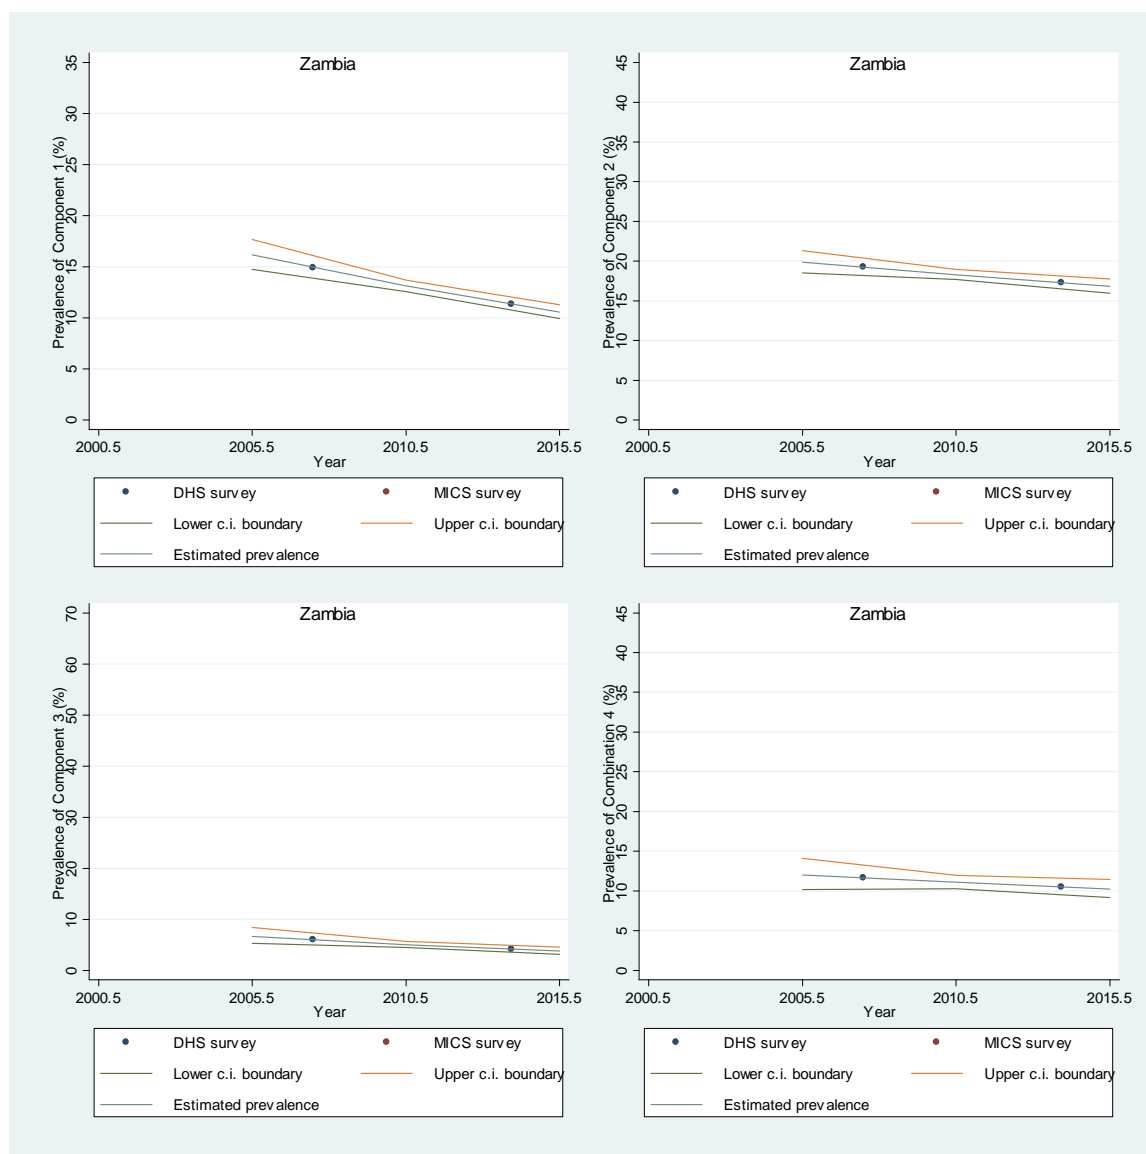 Zambia
Prevalence of Component 1 (%)
35
30
25
20
15
10
5
0
2000.5 2005.5 2010.5 2015.5
Year
DHS survey MICS survey
Lower c.i. boundary Upper c.i. boundary
Estimated prevalence
Zambia
Prevalence of Component 2 (%)
45
40
35
30
25
20
15
10
5
0
2000.5 2005.5 2010.5 2015.5
Year
DHS survey MICS survey
Lower c.i. boundary Upper c.i. boundary
Estimated prevalence
Zambia
Prevalence of Component 3 (%)
70
60
50
40
30
20
10
0
2000.5 2005.5 2010.5 2015.5
Year
DHS survey MICS survey
Lower c.i. boundary Upper c.i. boundary
Estimated prevalence
Zambia
Prevalence of Combination 4 (%)
45
40
35
30
25
20
15
10
5
0
2000.5 2005.5 2010.5 2015.5
Year
DHS survey MICS survey
Lower c.i. boundary Upper c.i. boundary
Estimated prevalence